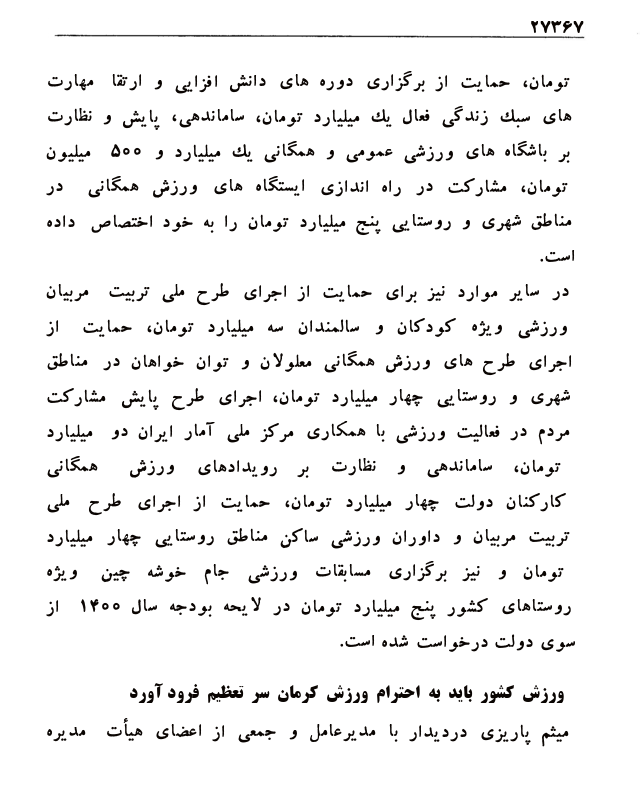 ۲۷۳۶۷
تومان، حمایت از برگزاری دوره های دانش افزایی و ارتقا مهارت
های سبك زندگی فعال يك میلیارد تومان، ساماندهی، پایش و نظارت
بر باشگاه های ورزشی عمومی و همگانی يك میلیارد و ۵۰۰ میلیون
تومان، مشارکت در راه اندازی ایستگاه های ورزش همگانی در
مناطق شهری و روستایی پنج میلیارد تومان را به خود اختصاص داده
است.
در سایر موارد نیز برای حمایت از اجرای طرح ملی تربیت مربیان
ورزشی ویژه کودکان و سالمندان سه میلیارد تومان، حمایت از
اجرای طرح های ورزش همگانی معلولان و توان خواهان در مناطق
شهری و روستایی چهار میلیارد تومان، اجرای طرح پایش مشارکت
مردم در فعالیت ورزشی با همکاری مرکز ملی آمار ایران دو میلیارد
تومان، ساماندهی و نظارت بر رویدادهای ورزش همگانی
کارکنان دولت چهار میلیارد تومان، حمایت از اجرای طرح ملی
تربیت مربیان و داوران ورزشی ساکن مناطق روستایی چهار میلیارد
تومان و نیز برگزاری مسابقات ورزشی جام خوشه چین ویژه
روستاهای کشور پنج میلیارد تومان در لایحه بودجه سال ۱۴۰۰ از
سوی دولت درخواست شده است.
ورزش کشور باید به احترام ورزش کرمان سر تعظیم فرود آورد
میثم پاریزی دردیدار با مدیرعامل و جمعی از اعضای هیأت مدیره